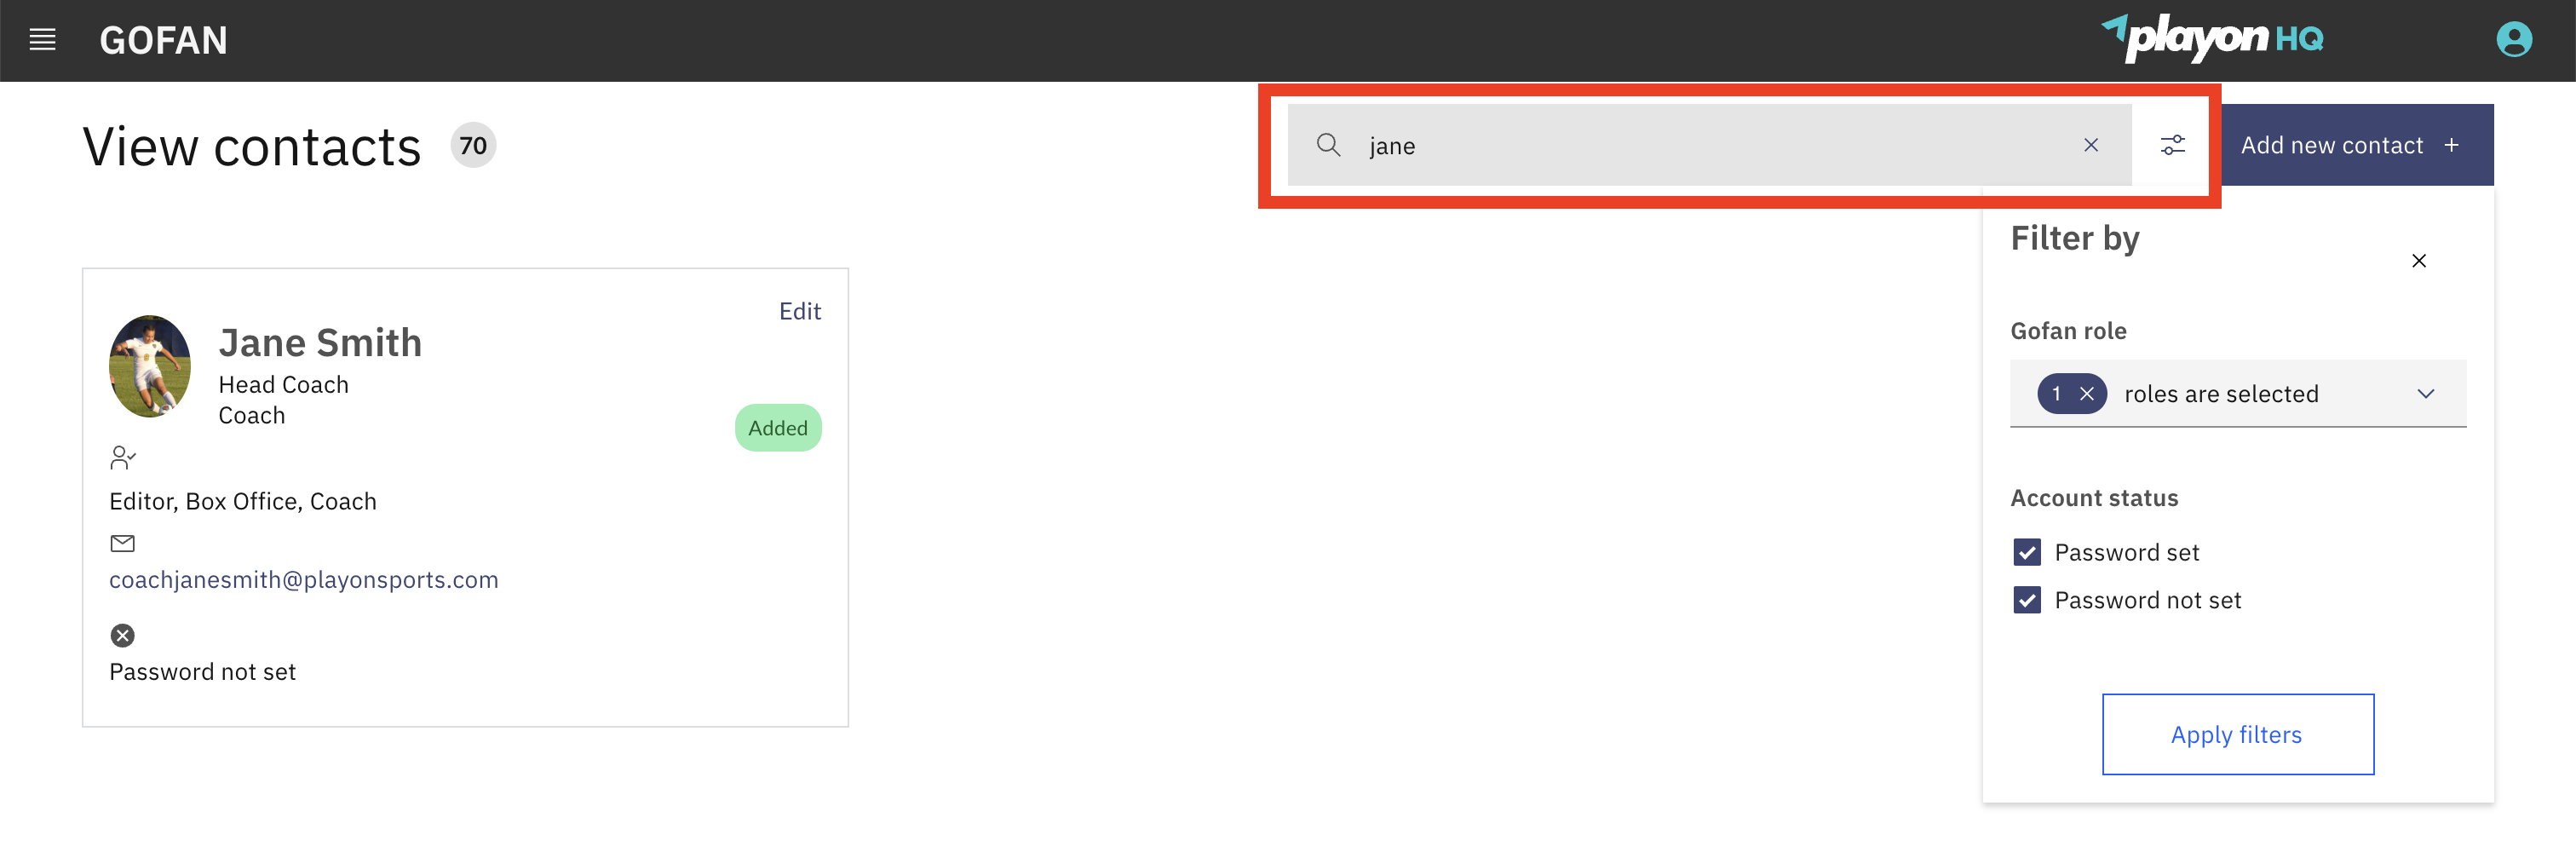 GOFAN
playon HQ
View contacts 70
jane
Add new contact +
Filter by
Gofan role
1 roles are selected
Account status
Password set
Password not set
Apply filters
Edit
Jane Smith
Head Coach
Coach
Added
Editor, Box Office, Coach
coachjanesmith@playonsports.com
Password not set